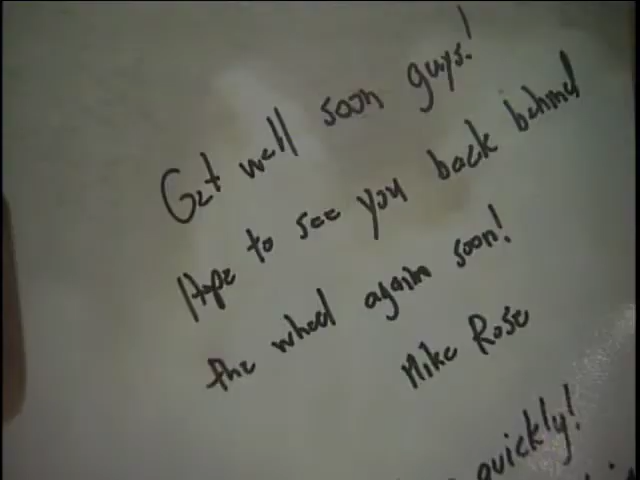 Get well soon guys!
Hope to see you back behind
the wheel again soon!
Mike Rose
quickly!